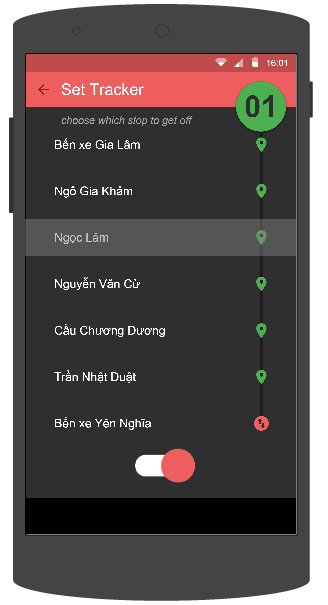 16:01
Set Tracker
01
choose which stop to get off
Bến xe Gia Lâm
Ngô Gia Khảm
Ngọc Lâm
Nguyễn Văn Cừ
Cầu Chương Dương
Trần Nhật Duật
Bến xe Yên Nghĩa